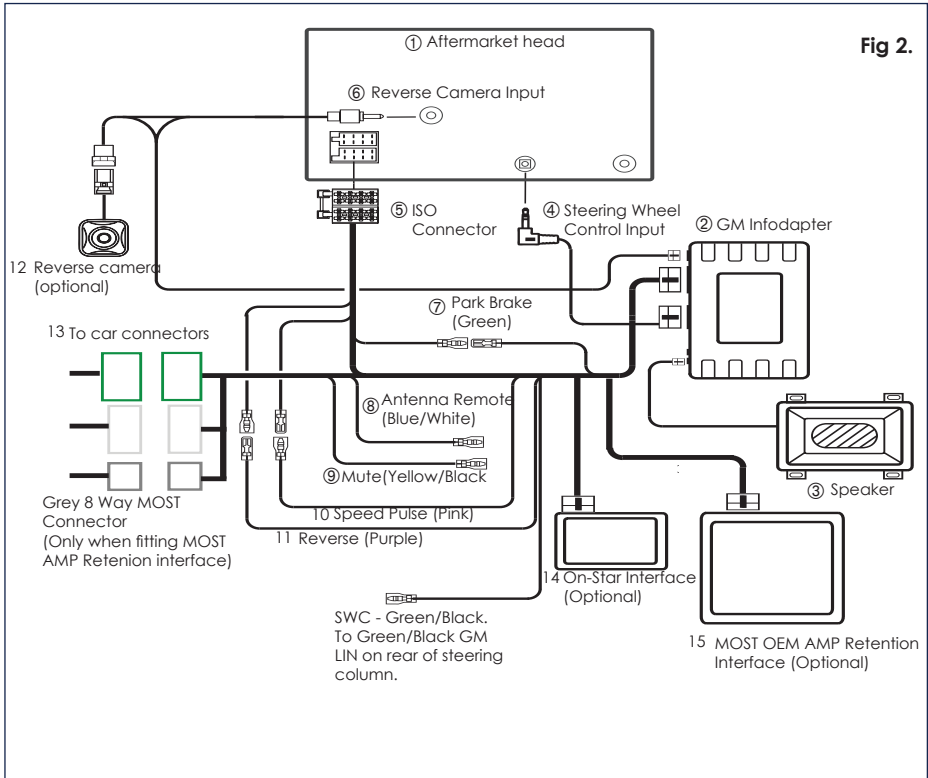 ① Aftermarket head
Fig 2.
⑥ Reverse Camera Input
⑤ ISO
Connector
④ Steering Wheel
Control Input
② GM Infodapter
12 Reverse camera
(optional)
⑦ Park Brake
(Green)
13 To car connectors
⑧ Antenna Remote
(Blue/White)
⑨ Mute(Yellow/Black
③ Speaker
Grey 8 Way MOST
Connector
(Only when fitting MOST
AMP Retenion interface)
10 Speed Pulse (Pink)
11 Reverse (Purple)
14 On-Star Interface
(Optional)
SWC - Green/Black.
To Green/Black GM
LIN on rear of steering
column.
15 MOST OEM AMP Retention
Interface (Optional)